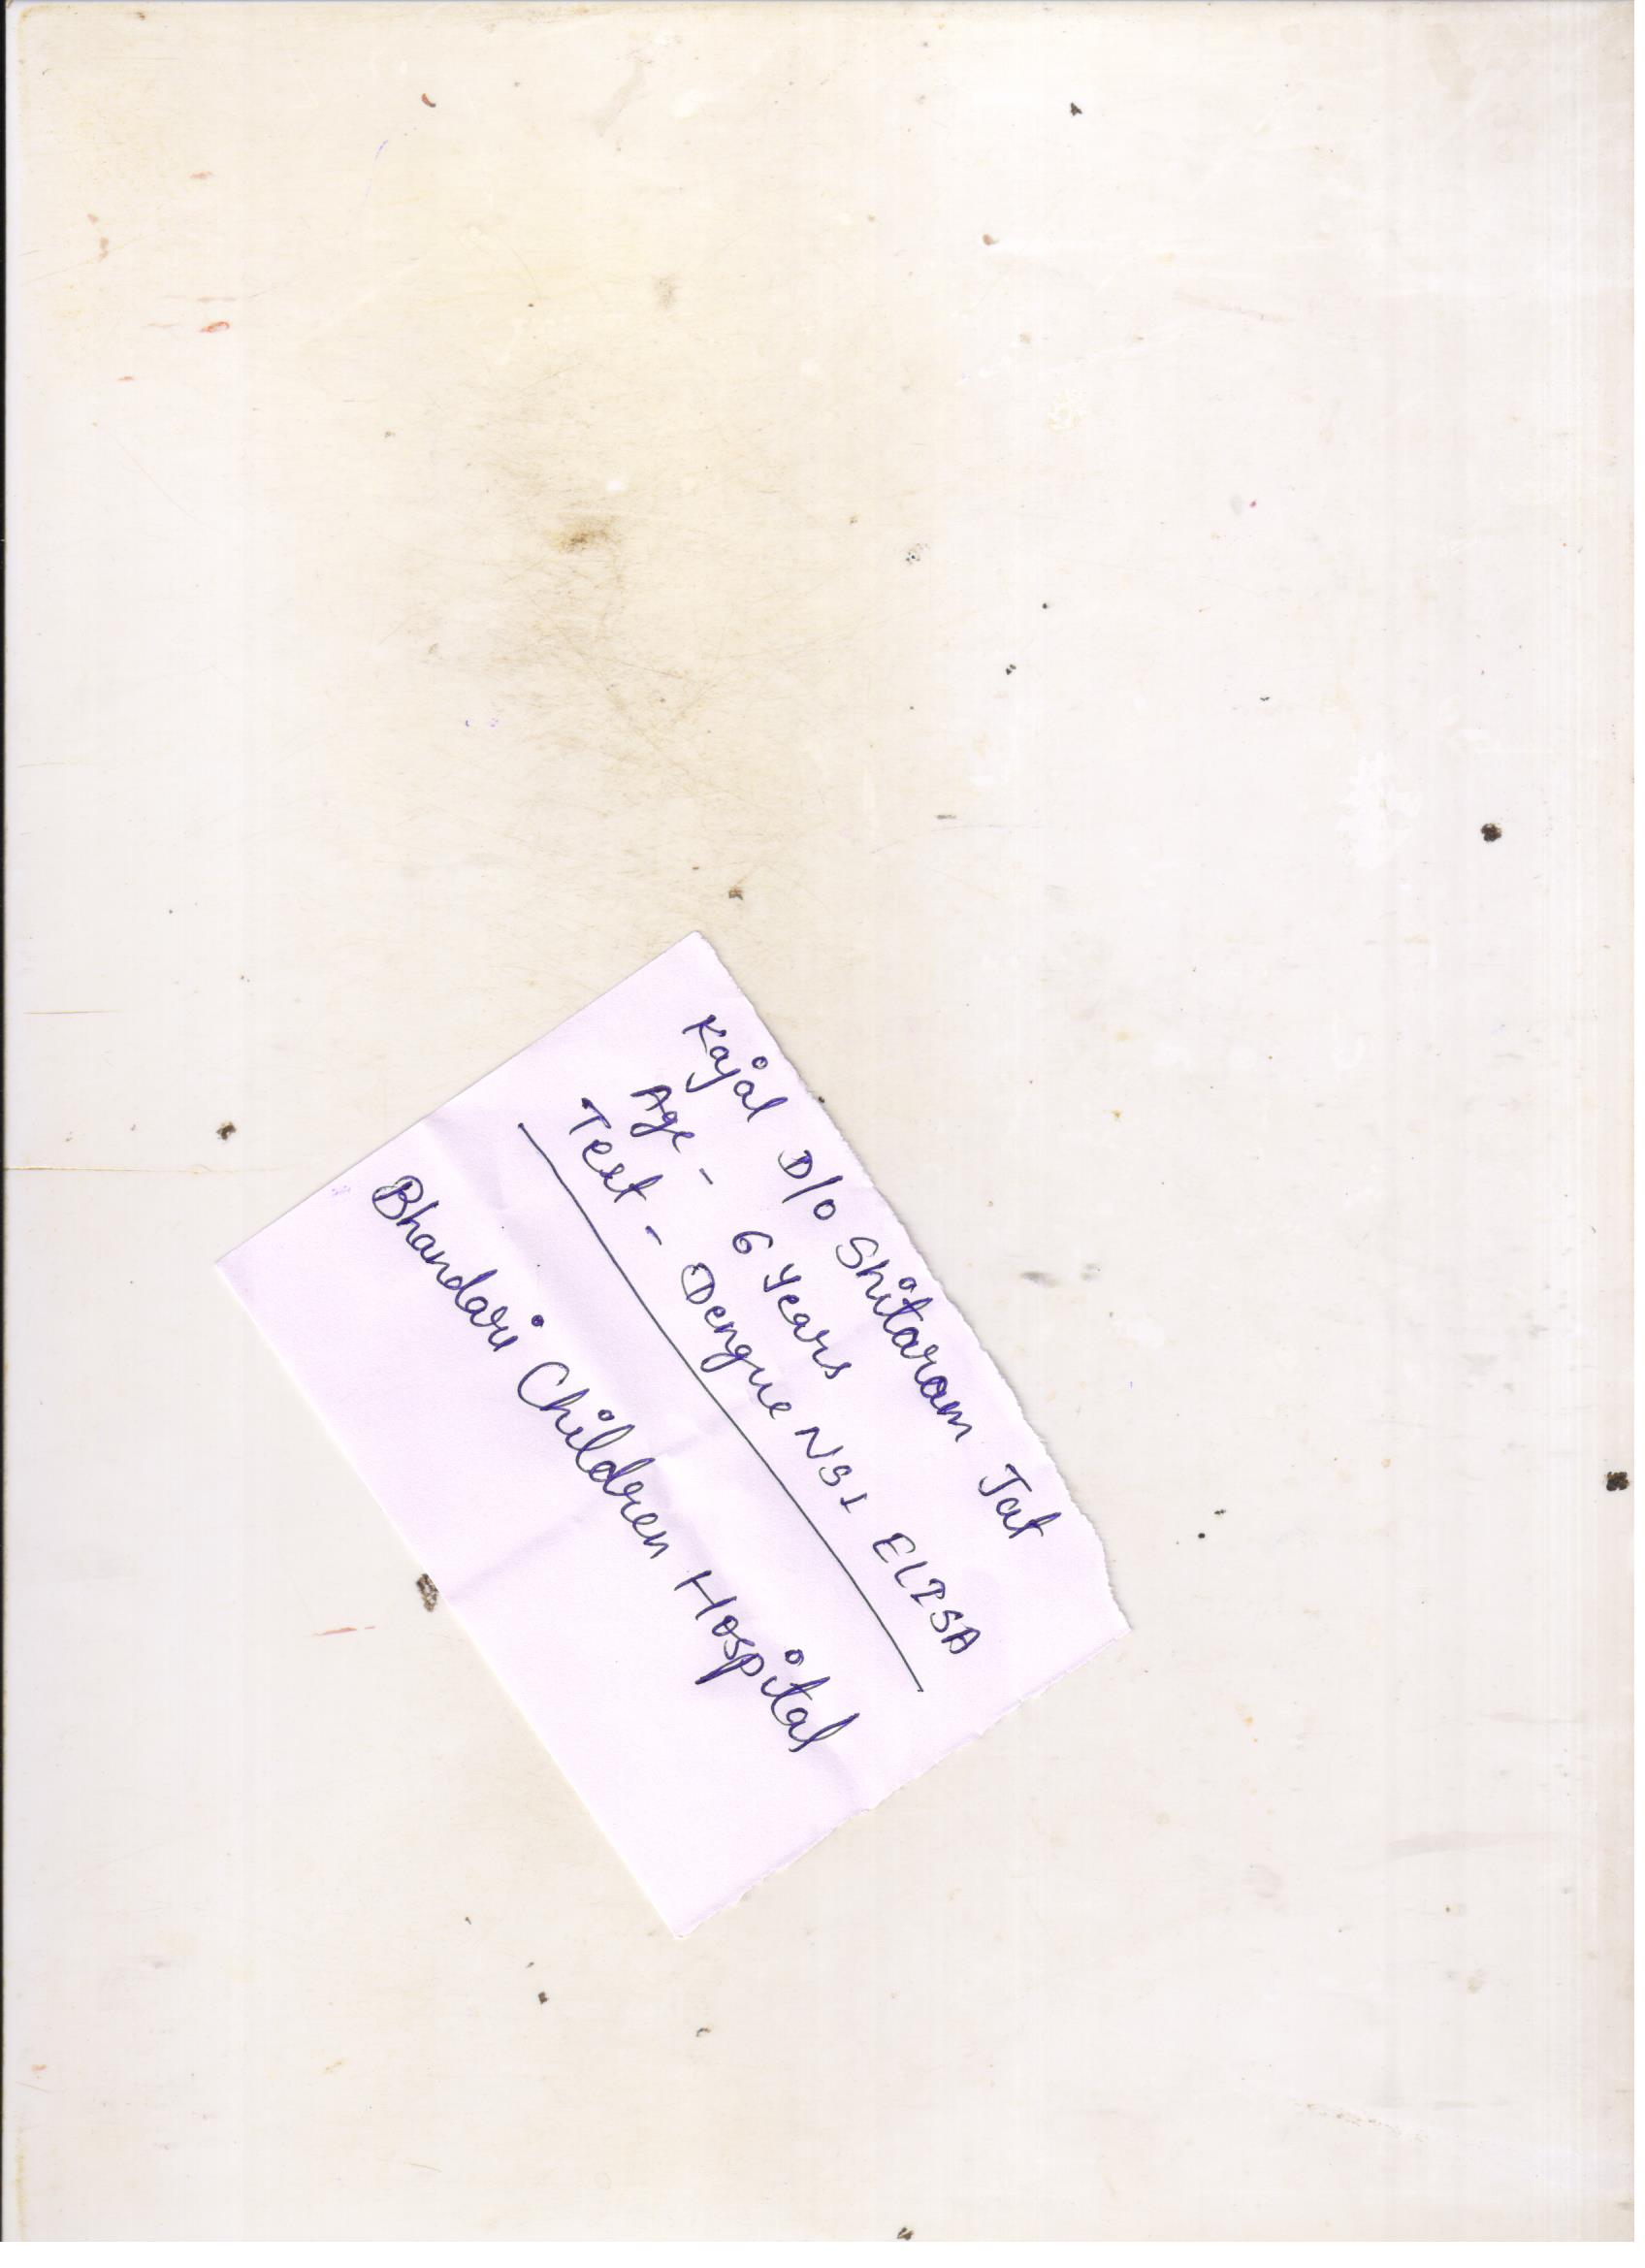 Kajal D/o Shitaram Jat
Age - 6 Years
Test - Dengue NS1 ELISA
Bhandari Children Hospital